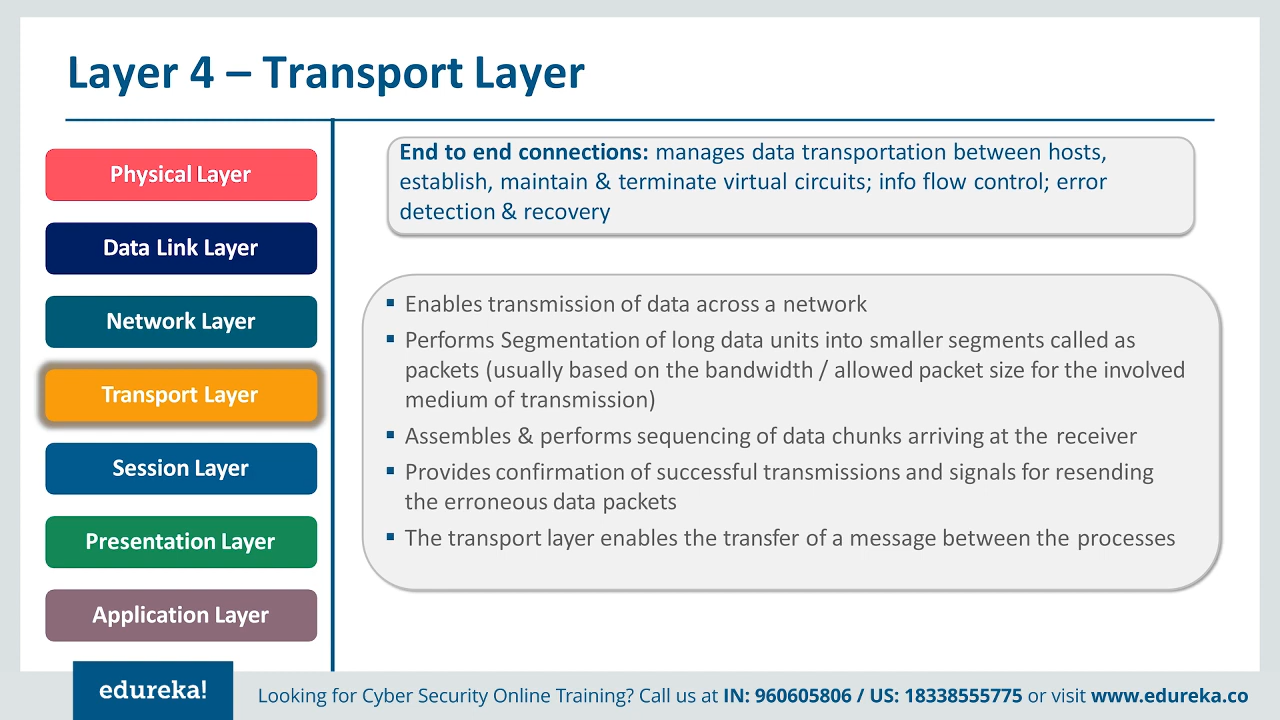 Layer 4 – Transport Layer
Physical Layer
Data Link Layer
Network Layer
Transport Layer
Session Layer
Presentation Layer
Application Layer
End to end connections: manages data transportation between hosts,
establish, maintain & terminate virtual circuits; info flow control; error
detection & recovery
▪ Enables transmission of data across a network
▪ Performs Segmentation of long data units into smaller segments called as
packets (usually based on the bandwidth / allowed packet size for the involved
medium of transmission)
▪ Assembles & performs sequencing of data chunks arriving at the receiver
▪ Provides confirmation of successful transmissions and signals for resending
the erroneous data packets
▪ The transport layer enables the transfer of a message between the processes
edureka!
Looking for Cyber Security Online Training? Call us at IN: 960605806 / US: 18338555775 or visit www.edureka.co